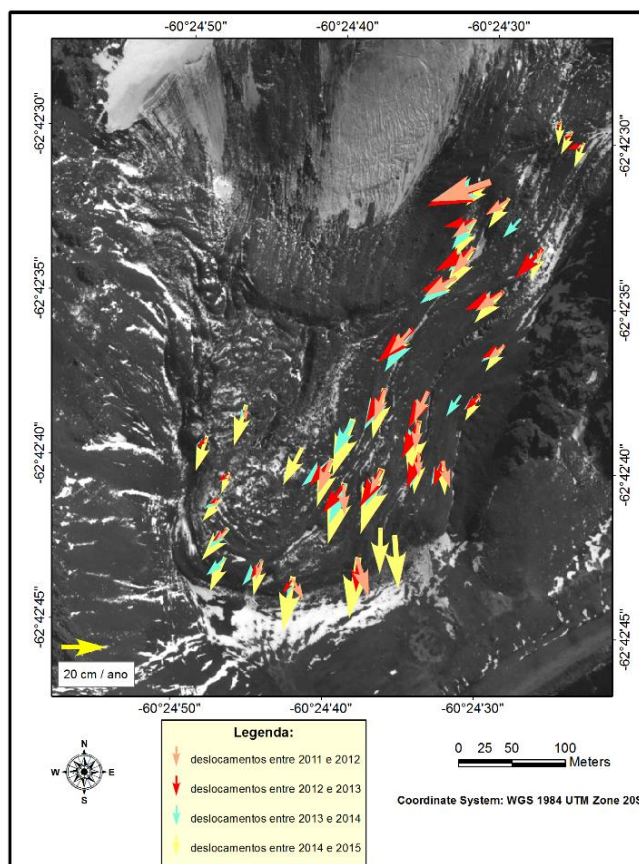 -60°24'50"
-60°24'40"
-60°24'30"
-62°42'30"
-62°42'30"
-62°42'35"
-62°42'35"
-62°42'40"
-62°42'40"
-62°42'45"
-62°42'45"
20 cm / ano
-60°24'50"
-60°24'40"
-60°24'30"
Legenda:
deslocamentos entre 2011 e 2012
deslocamentos entre 2012 e 2013
deslocamentos entre 2013 e 2014
deslocamentos entre 2014 e 2015
N
W
E
S
0 25 50 100
Meters
Coordinate System: WGS 1984 UTM Zone 20S